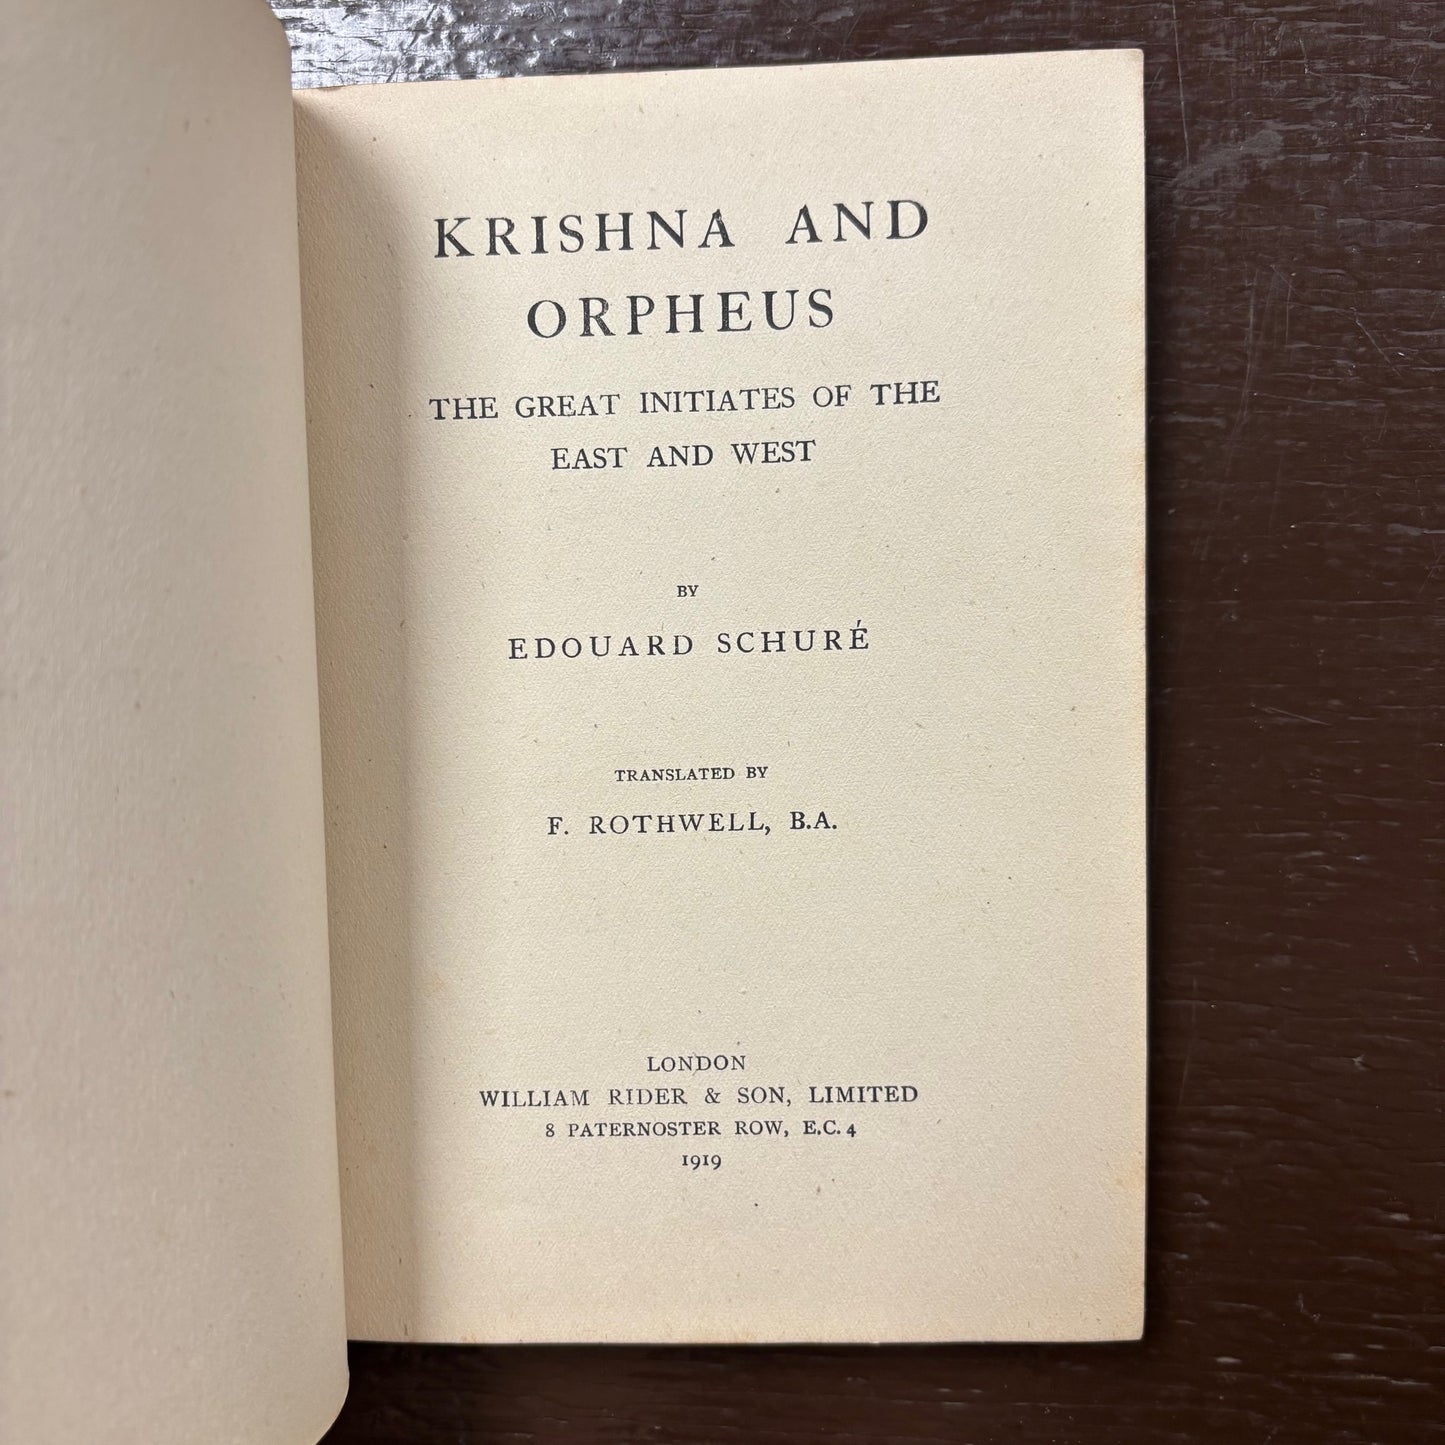 KRISHNA AND
ORPHEUS
THE GREAT INITIATES OF THE
EAST AND WEST
BY
EDOUARD SCHURÉ
TRANSLATED BY
F. ROTHWELL, B.A.
LONDON
WILLIAM RIDER & SON, LIMITED
8 PATERNOSTER ROW, E.C. 4
1919